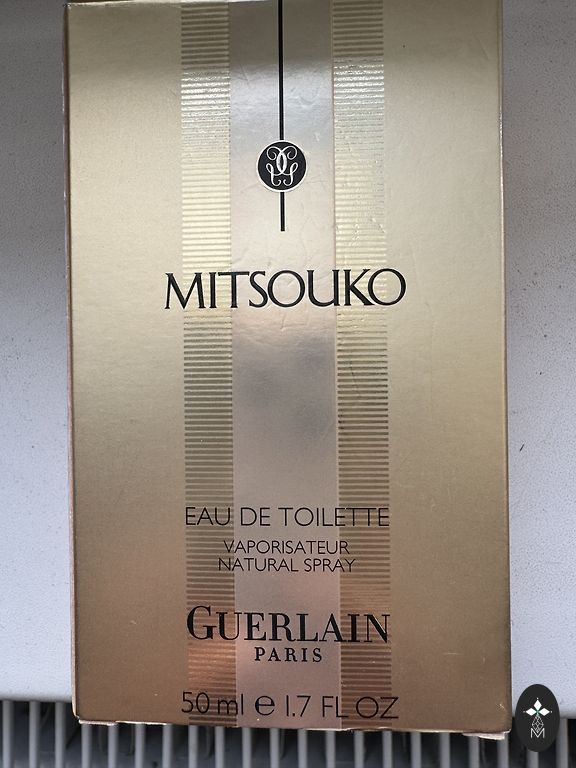 MITSOUKO
EAU DE TOILETTE
VAPORISATEUR
NATURAL SPRAY
GUERLAIN
PARIS
50 ml e 1.7 FL OZ